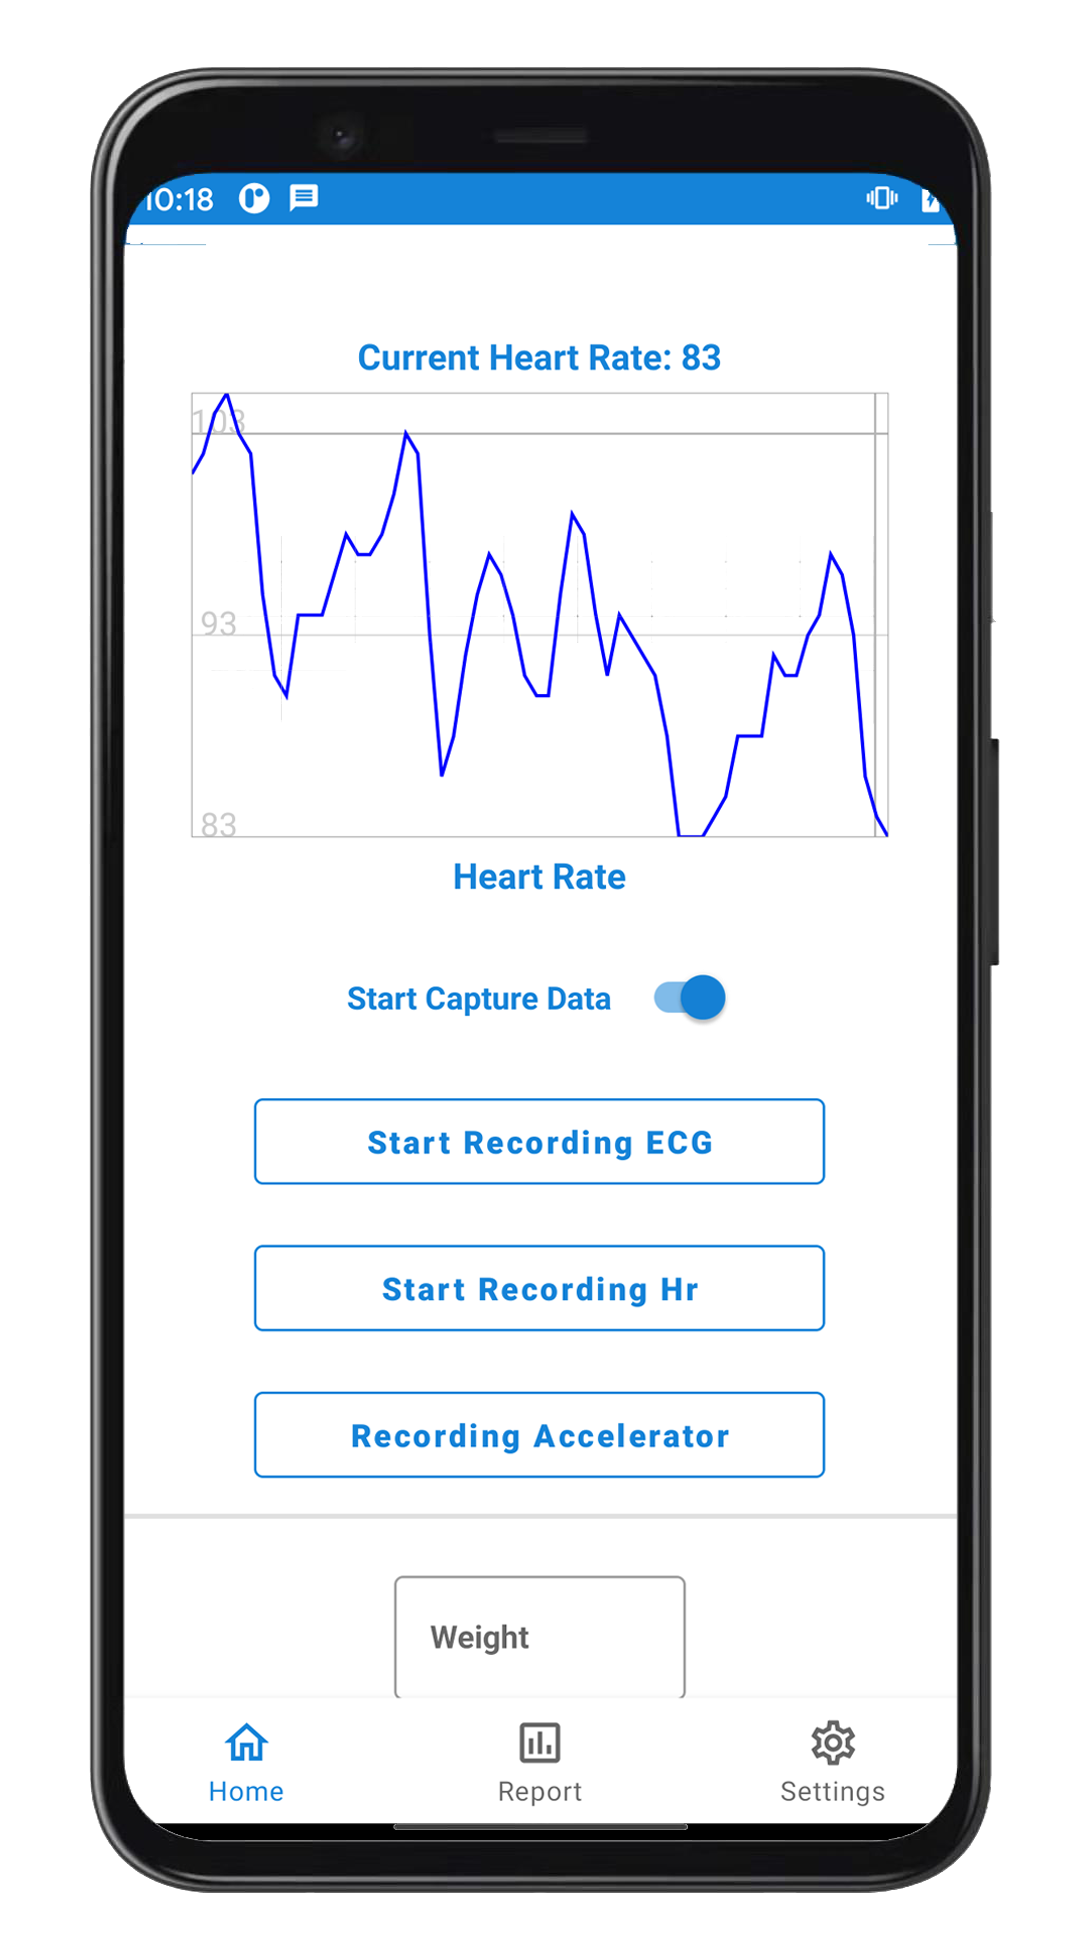 10:18
Current Heart Rate: 83
103
93
83
Heart Rate
Start Capture Data
Start Recording ECG
Start Recording Hr
Recording Accelerator
Weight
Home Report Settings